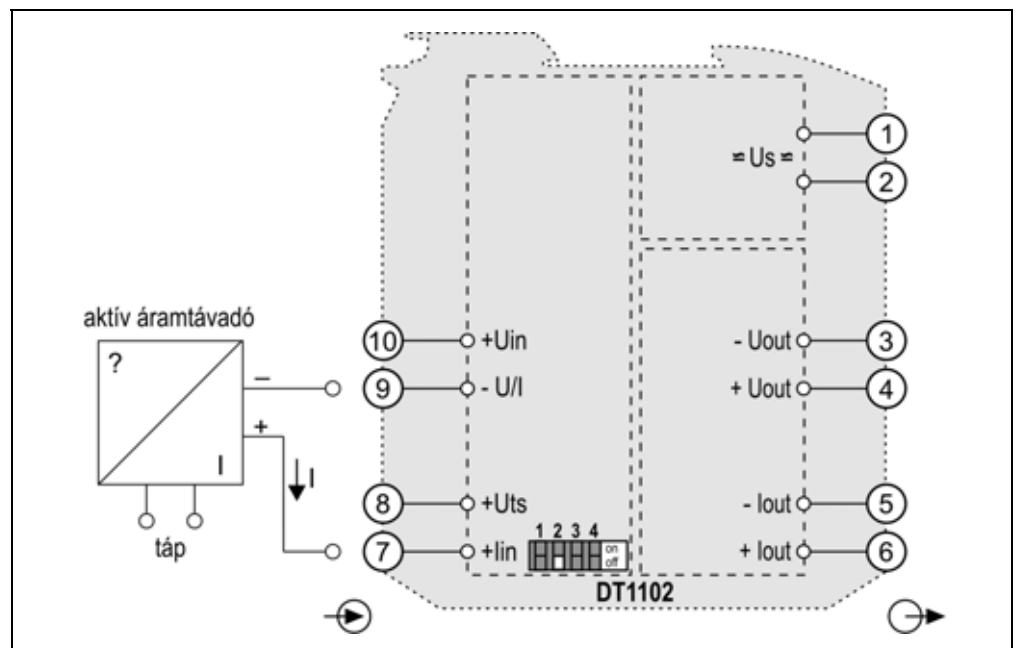 1
≂ Us ≂
2
aktív áramtávadó
?
–
+
I
I
táp
10 +Uin
9 - U/I
8 +Uts
7 +Iin
1 2 3 4
on
off
- Uout 3
+ Uout 4
- Iout 5
+ Iout 6
DT1102